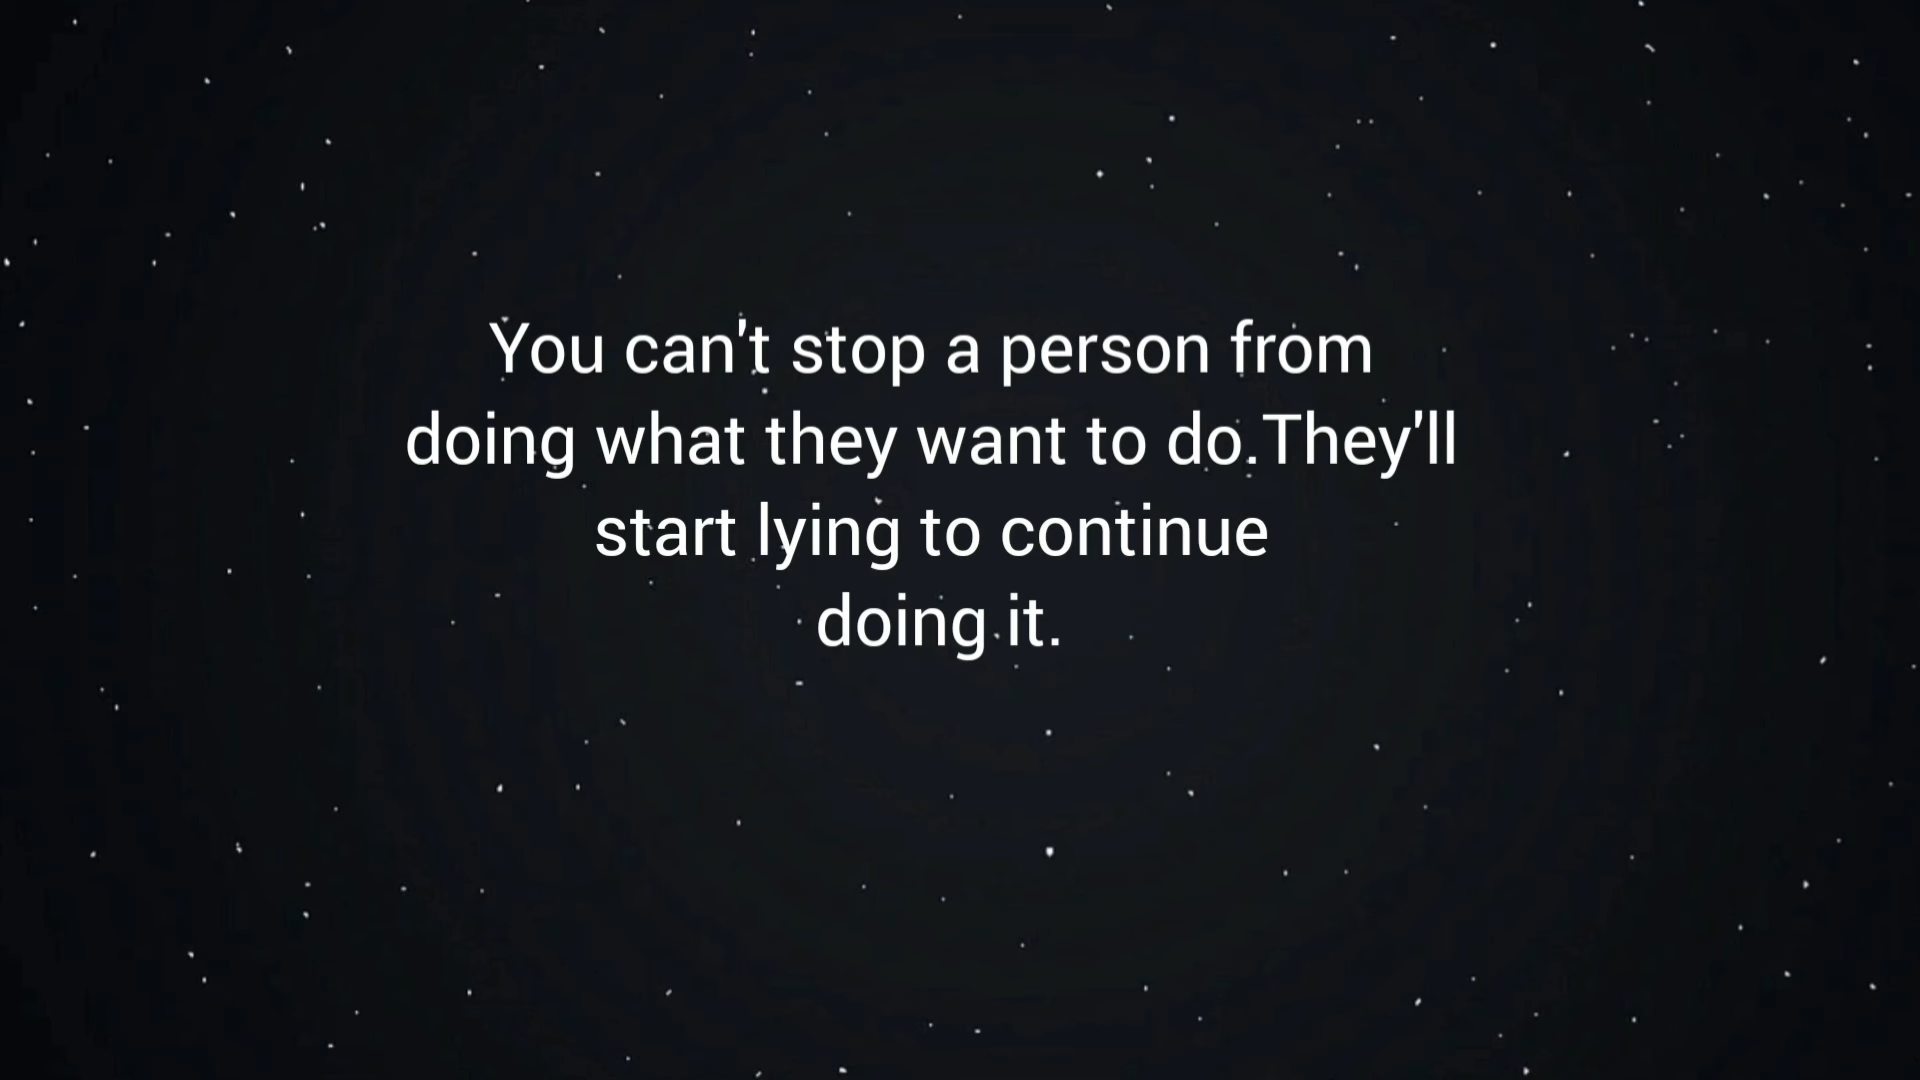 You can't stop a person from
doing what they want to do.They'll
start lying to continue
doing it.